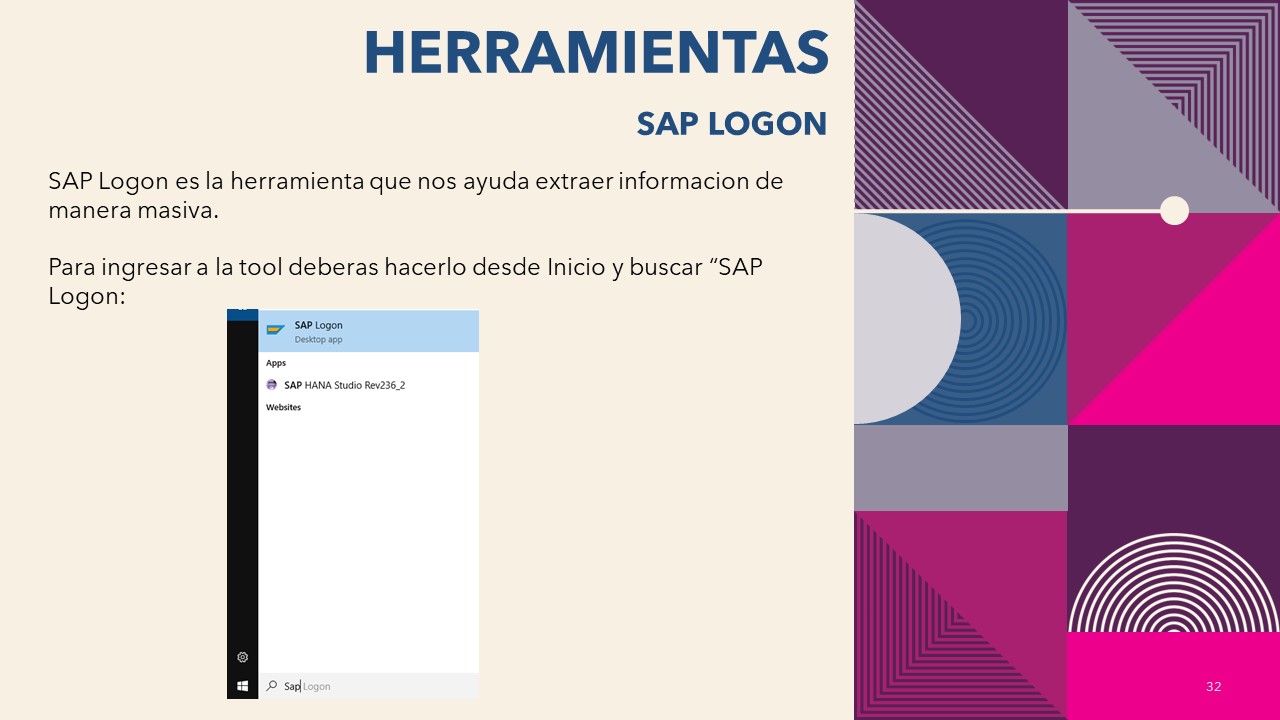 HERRAMIENTAS
SAP LOGON
SAP Logon es la herramienta que nos ayuda extraer informacion de
manera masiva.
Para ingresar a la tool deberas hacerlo desde Inicio y buscar “SAP
Logon:
SAP Logon
Desktop app
Apps
SAP HANA Studio Rev236_2
Websites
Sap Logon
32